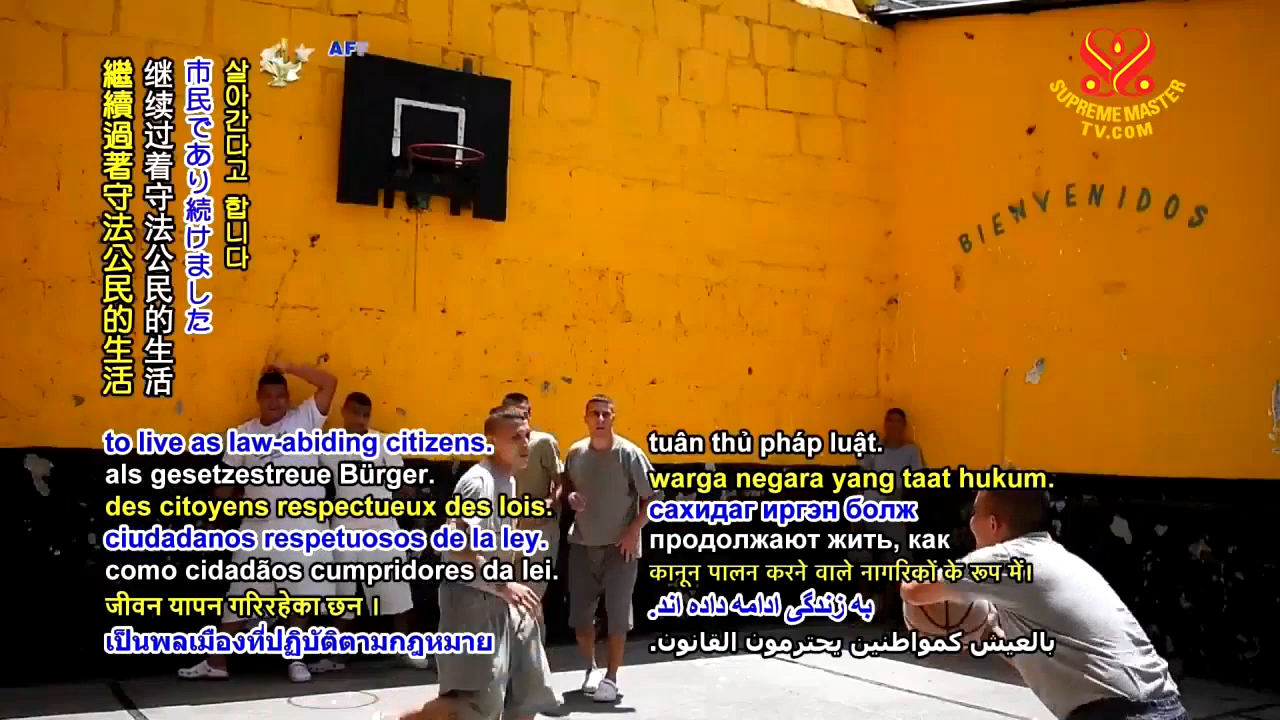 AF
SUPREME MASTER
TV.COM
BIENVENIDOS
살아간다고 합니다
市民であり続けました
继续过着守法公民的生活
繼續過著守法公民的生活
to live as law-abiding citizens.
als gesetzestreue Bürger.
des citoyens respectueux des lois.
ciudadanos respetuosos de la ley.
como cidadãos cumpridores da lei.
जीवन यापन गरिरहेका छन ।
เป็นพลเมืองที่ปฏิบัติตามกฎหมาย
tuân thủ pháp luật.
warga negara yang taat hukum.
сахидаг иргэн болж
продолжают жить, как
कानून पालन करने वाले नागरिकों के रूप में।
به زندگی ادامه داده اند.
بالعيش كمواطنين يحترمون القانون.